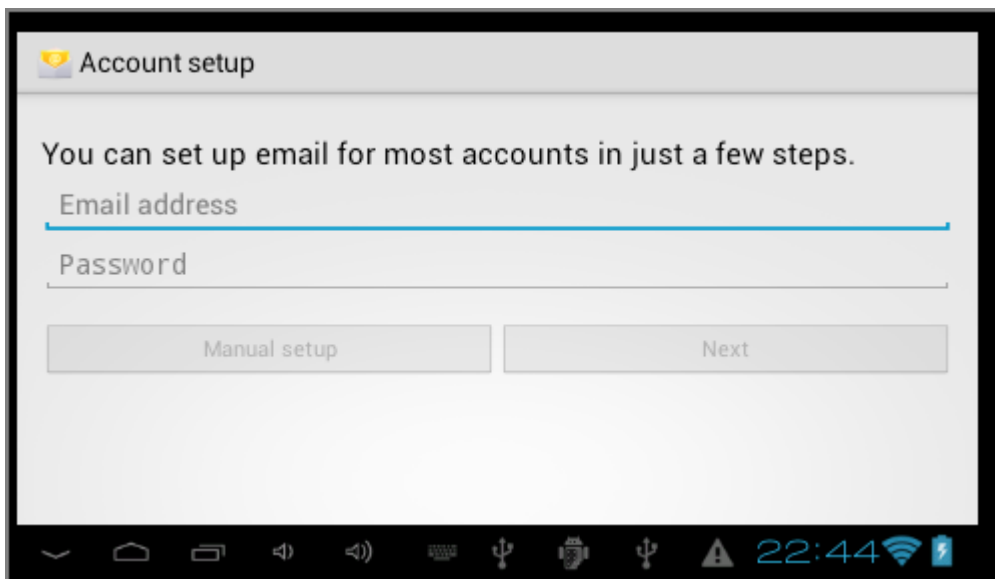 Account setup
You can set up email for most accounts in just a few steps.
Email address
Password
Manual setup
Next
22:44